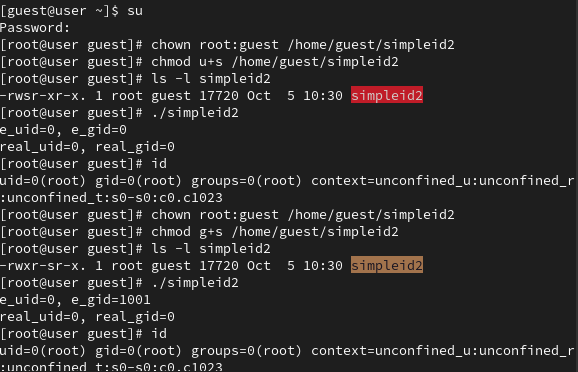 [guest@user ~]$ su
Password:
[root@user guest]# chown root:guest /home/guest/simpleid2
[root@user guest]# chmod u+s /home/guest/simpleid2
[root@user guest]# ls -l simpleid2
-rwsr-xr-x. 1 root guest 17720 Oct  5 10:30 simpleid2
[root@user guest]# ./simpleid2
e_uid=0, e_gid=0
real_uid=0, real_gid=0
[root@user guest]# id
uid=0(root) gid=0(root) groups=0(root) context=unconfined_u:unconfined_r
:unconfined_t:s0-s0:c0.c1023
[root@user guest]# chown root:guest /home/guest/simpleid2
[root@user guest]# chmod g+s /home/guest/simpleid2
[root@user guest]# ls -l simpleid2
-rwxr-sr-x. 1 root guest 17720 Oct  5 10:30 simpleid2
[root@user guest]# ./simpleid2
e_uid=0, e_gid=1001
real_uid=0, real_gid=0
[root@user guest]# id
uid=0(root) gid=0(root) groups=0(root) context=unconfined_u:unconfined_r
:unconfined_t:s0-s0:c0.c1023